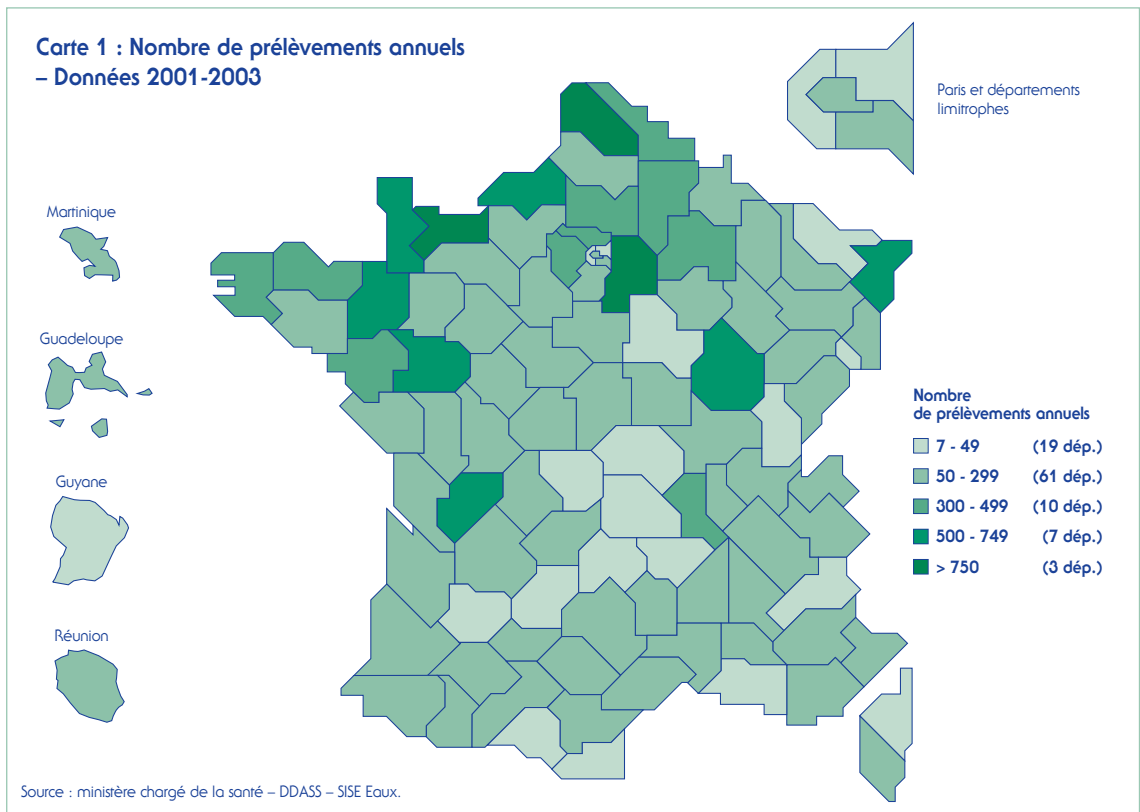 Carte 1 : Nombre de prélèvements annuels
– Données 2001-2003
Paris et départements
limitrophes
Martinique
Guadeloupe
Guyane
Réunion
Nombre
de prélèvements annuels
7 - 49 (19 dép.)
50 - 299 (61 dép.)
300 - 499 (10 dép.)
500 - 749 (7 dép.)
> 750 (3 dép.)
Source : ministère chargé de la santé – DDASS – SISE Eaux.